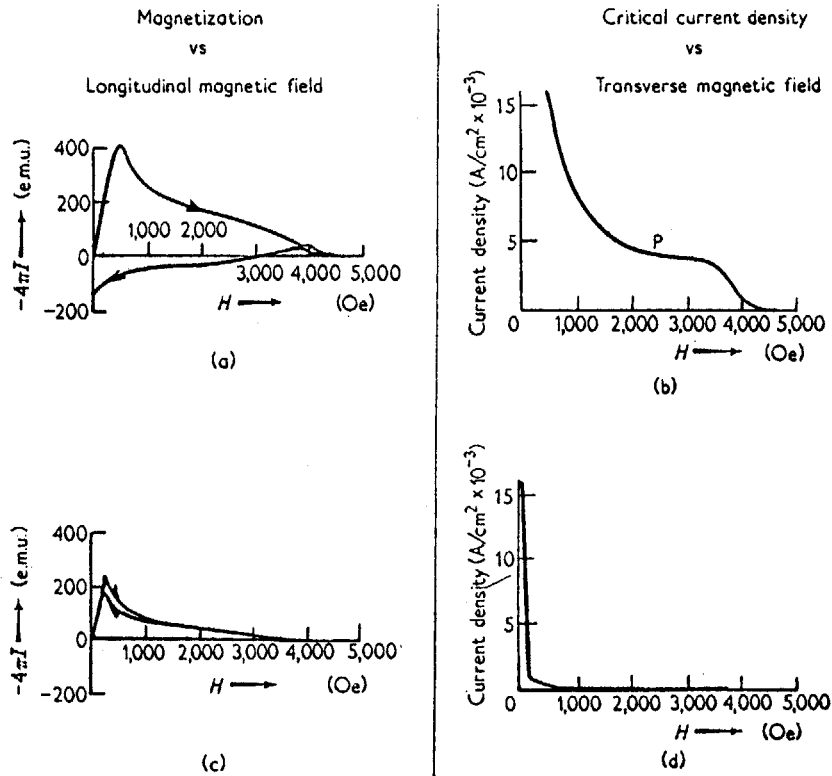 Magnetization
vs
Longitudinal magnetic field
−4πI ⟶ (e.m.u.)
400
200
0
−200
1,000 2,000
3,000 4,000 5,000
H ⟶ (Oe)
(a)
Critical current density
vs
Transverse magnetic field
Current density (A/cm² × 10⁻³)
15
10
5
P
0 1,000 2,000 3,000 4,000 5,000
H ⟶ (Oe)
(b)
−4πI ⟶ (e.m.u.)
400
200
0
−200
1,000 2,000 3,000 4,000 5,000
H ⟶ (Oe)
(c)
Current density (A/cm² × 10⁻³)
15
10
5
0 1,000 2,000 3,000 4,000 5,000
H ⟶ (Oe)
(d)